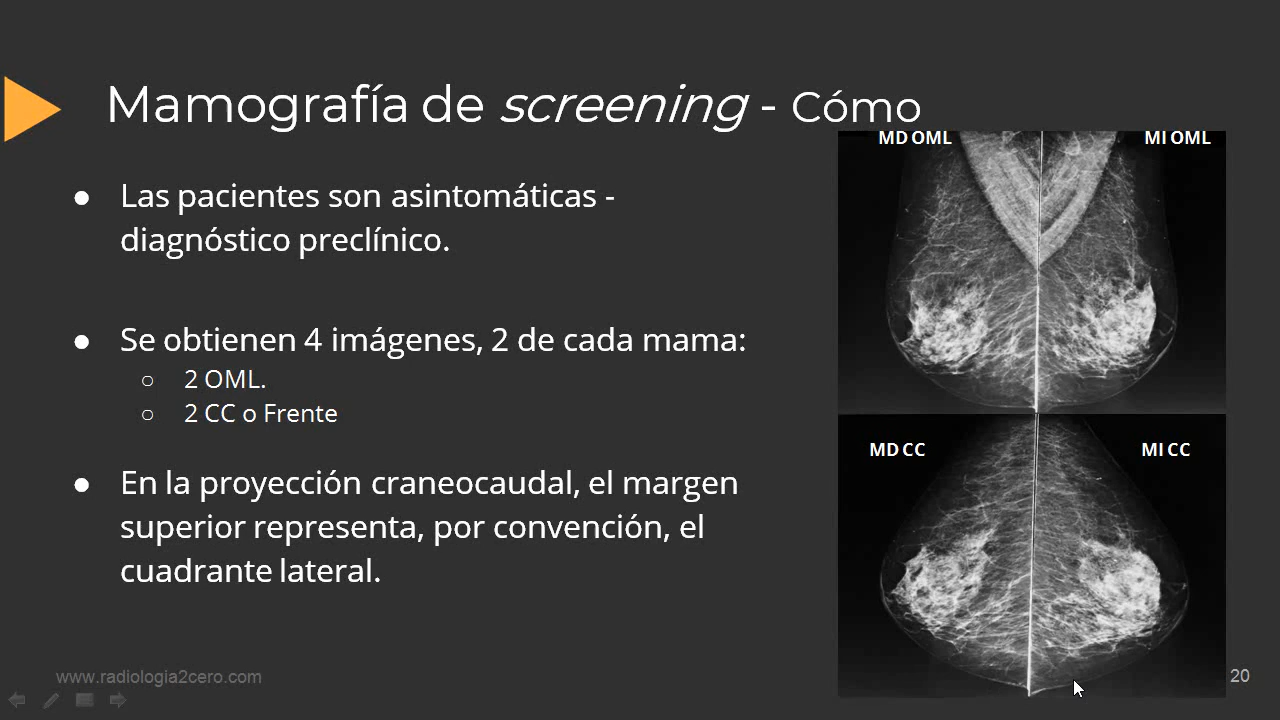 Mamografía de screening - Cómo
● Las pacientes son asintomáticas -
diagnóstico preclínico.
● Se obtienen 4 imágenes, 2 de cada mama:
○ 2 OML.
○ 2 CC o Frente
● En la proyección craneocaudal, el margen
superior representa, por convención, el
cuadrante lateral.
MD OML
MI OML
MD CC
MI CC
www.radiologia2cero.com
20